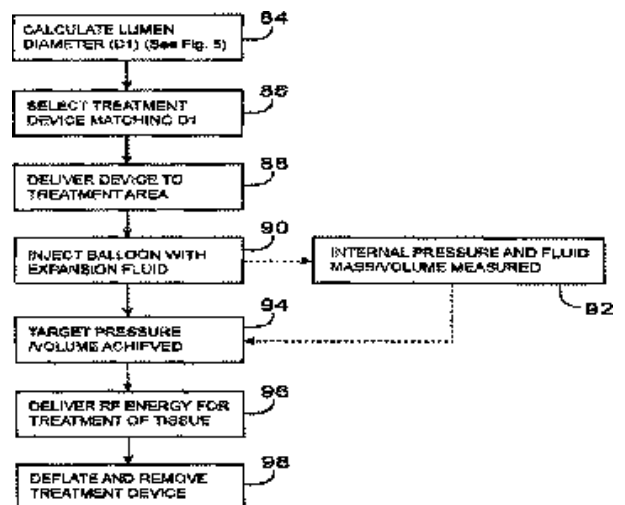 84
CALCULATE LUMEN
DIAMETER (D1) (See Fig. 5)
86
SELECT TREATMENT
DEVICE MATCHING D1
88
DELIVER DEVICE TO
TREATMENT AREA
90
INJECT BALLOON WITH
EXPANSION FLUID
INTERNAL PRESSURE AND FLUID
MASS/VOLUME MEASURED
92
94
TARGET PRESSURE
/VOLUME ACHIEVED
96
DELIVER RF ENERGY FOR
TREATMENT OF TISSUE
98
DEFLATE AND REMOVE
TREATMENT DEVICE